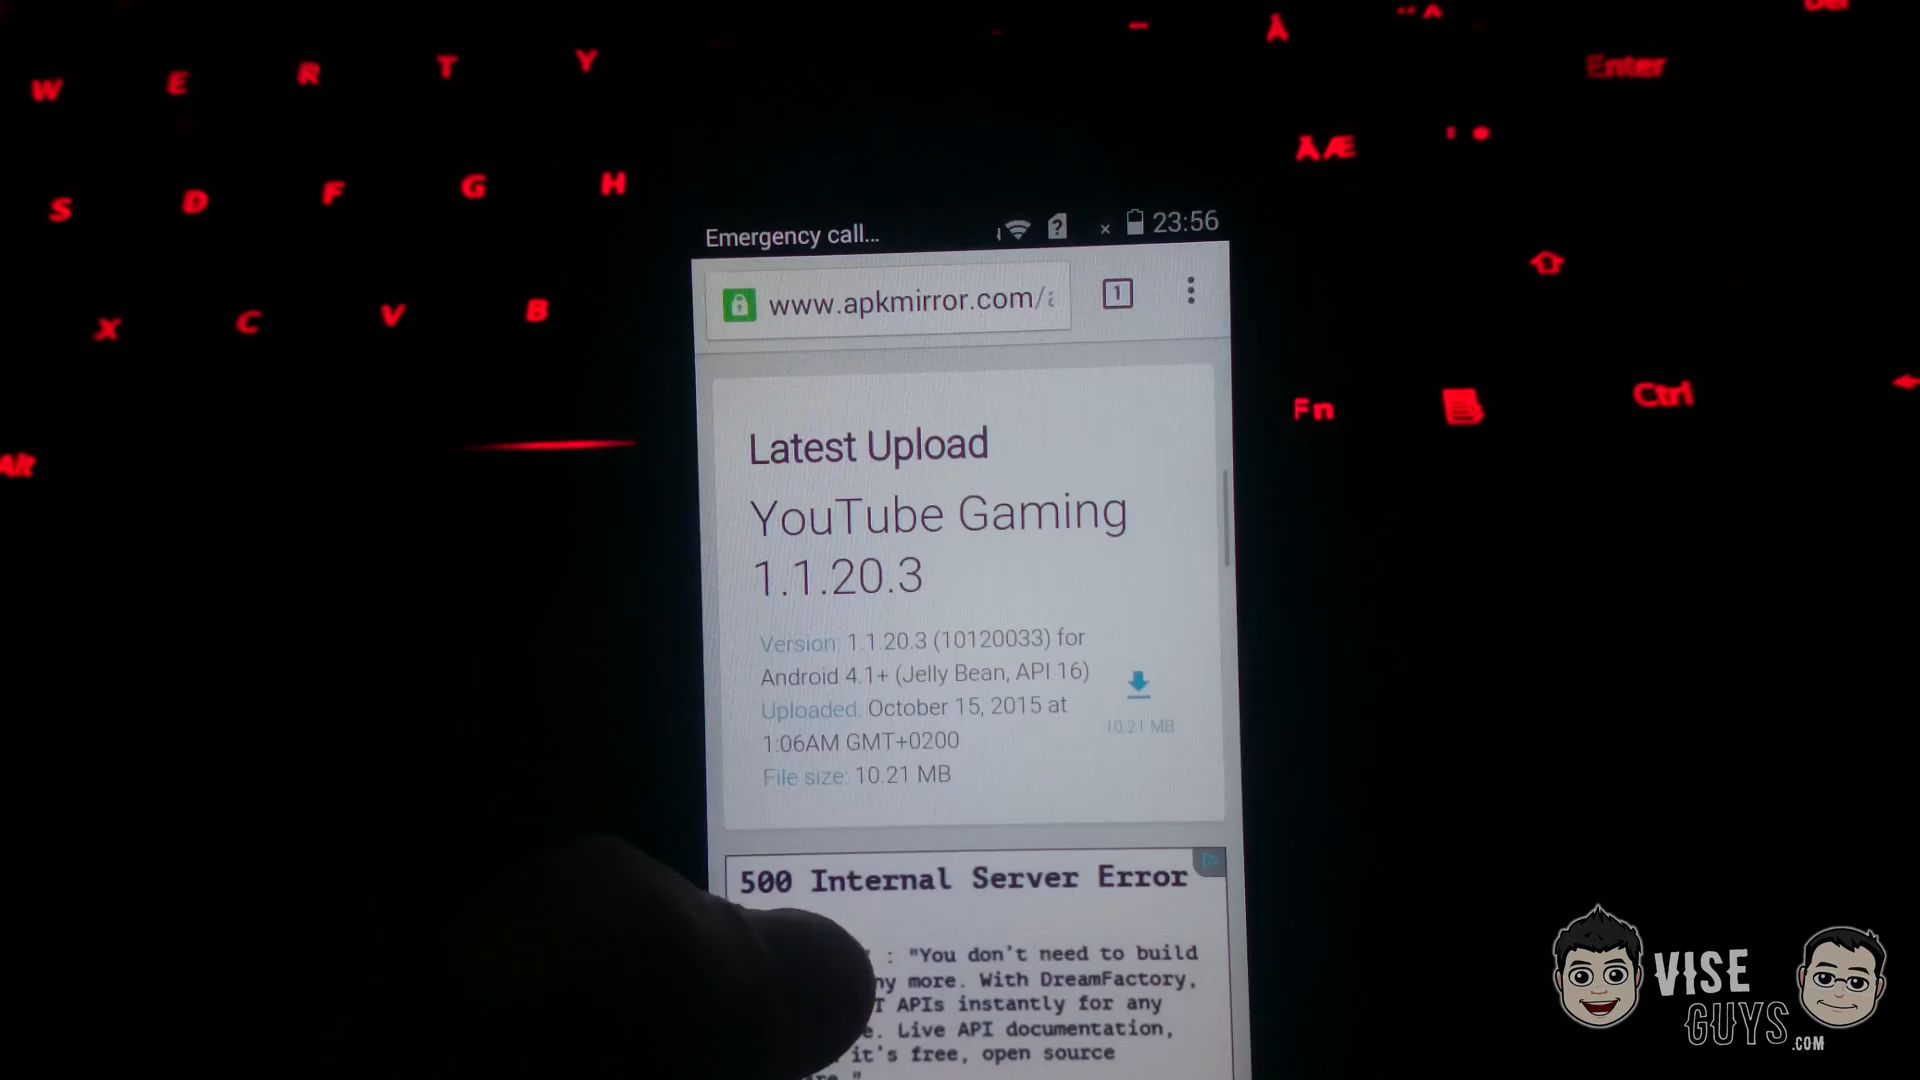 W E R T Y
Å ¨ ^ Enter
S D F G H
ÄÆ ' *
X C V B
Alt
Fn Ctrl
Emergency call... 23:56
www.apkmirror.com/a
1
Latest Upload
YouTube Gaming
1.1.20.3
Version: 1.1.20.3 (10120033) for
Android 4.1+ (Jelly Bean, API 16)
Uploaded: October 15, 2015 at
1:06AM GMT+0200
File size: 10.21 MB
10.21 MB
500 Internal Server Error
: "You don't need to build
more. With DreamFactory,
APIs instantly for any
Live API documentation,
it's free, open source
VISE
GUYS
.COM